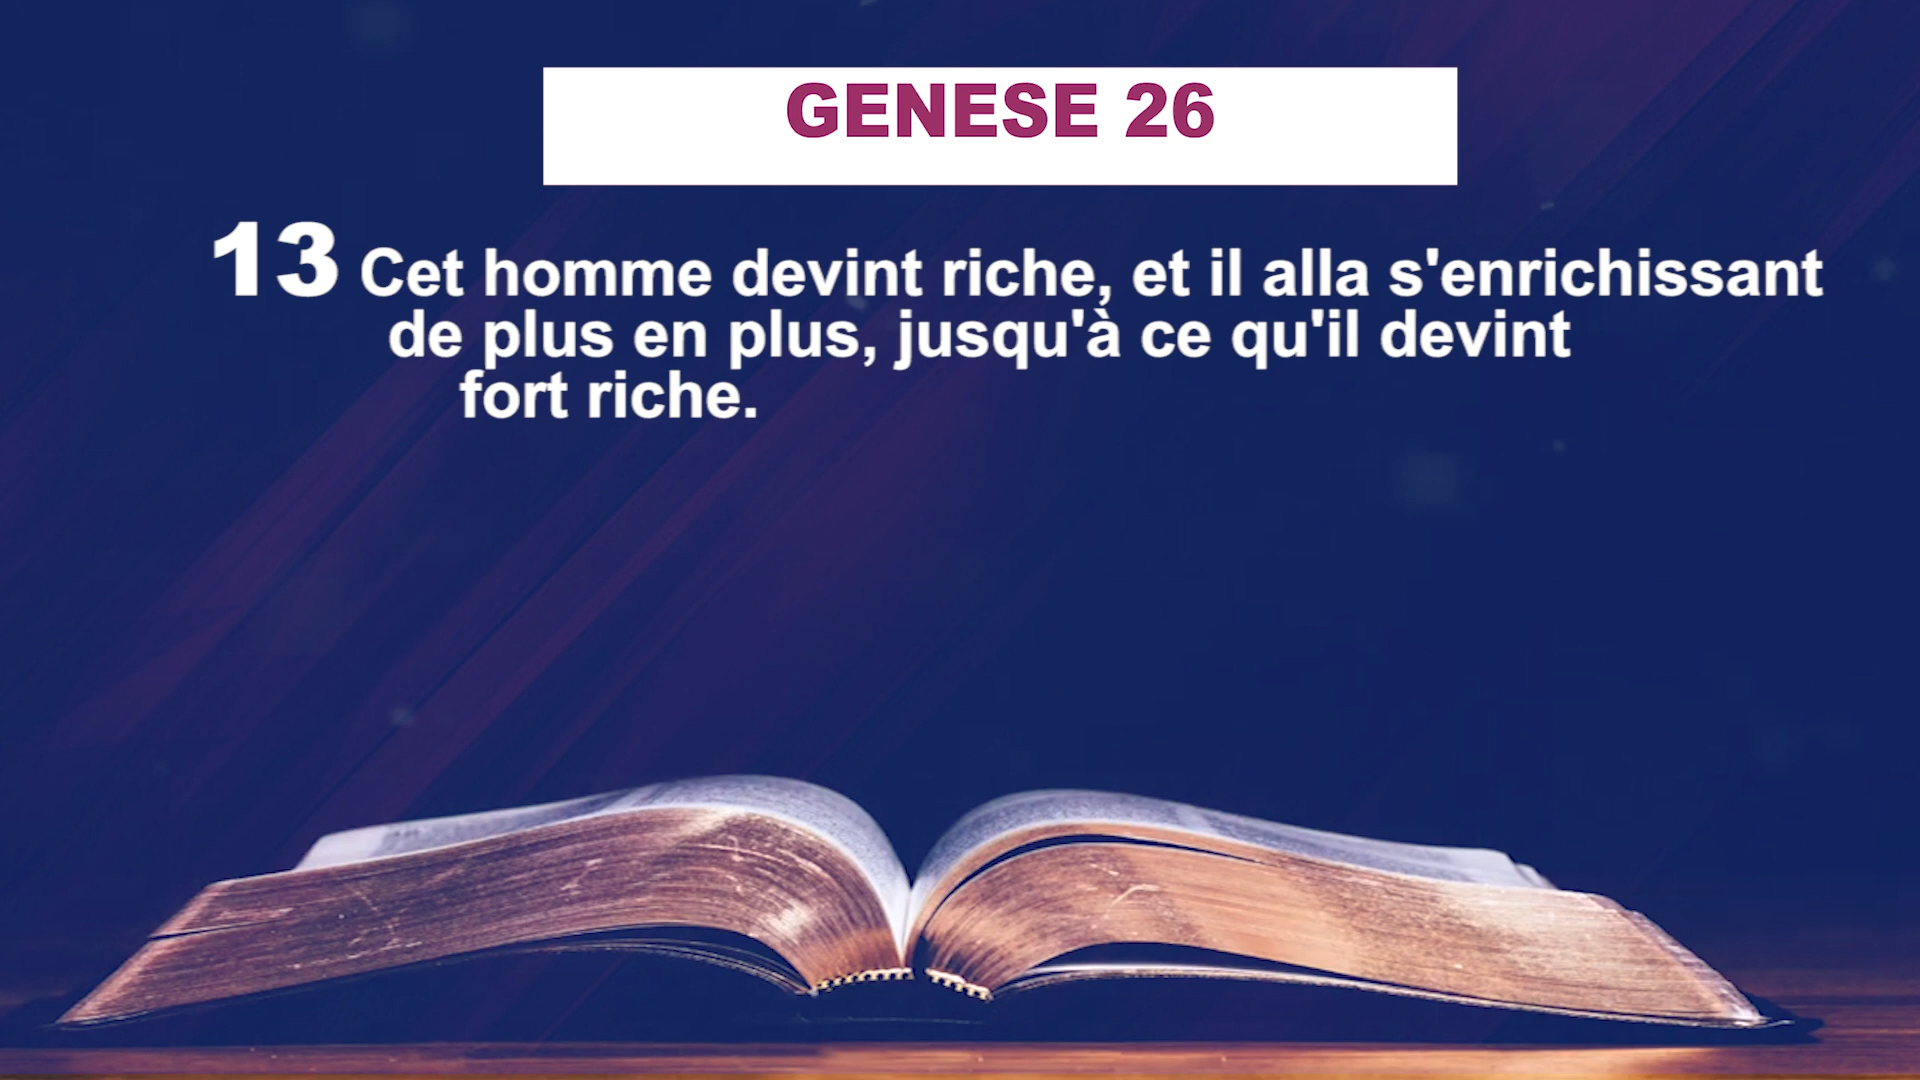 GENESE 26
13 Cet homme devint riche, et il alla s'enrichissant
de plus en plus, jusqu'à ce qu'il devint
fort riche.